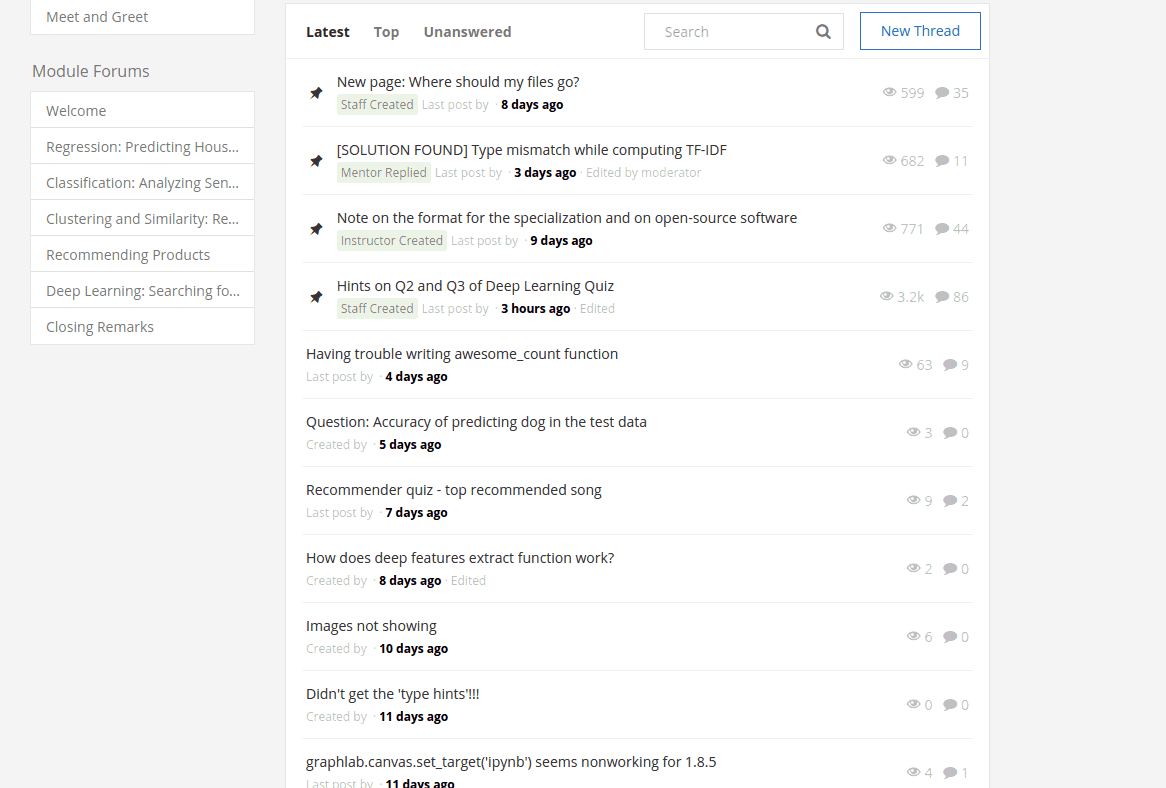 Meet and Greet
Module Forums
Welcome
Regression: Predicting Hous...
Classification: Analyzing Sen...
Clustering and Similarity: Re...
Recommending Products
Deep Learning: Searching fo...
Closing Remarks
Latest Top Unanswered Search New Thread
New page: Where should my files go?
Staff Created Last post by · 8 days ago
599 35
[SOLUTION FOUND] Type mismatch while computing TF-IDF
Mentor Replied Last post by · 3 days ago · Edited by moderator
682 11
Note on the format for the specialization and on open-source software
Instructor Created Last post by · 9 days ago
771 44
Hints on Q2 and Q3 of Deep Learning Quiz
Staff Created Last post by · 3 hours ago · Edited
3.2k 86
Having trouble writing awesome_count function
Last post by · 4 days ago
63 9
Question: Accuracy of predicting dog in the test data
Created by · 5 days ago
3 0
Recommender quiz - top recommended song
Last post by · 7 days ago
9 2
How does deep features extract function work?
Created by · 8 days ago · Edited
2 0
Images not showing
Created by · 10 days ago
6 0
Didn't get the 'type hints'!!!
Created by · 11 days ago
0 0
graphlab.canvas.set_target('ipynb') seems nonworking for 1.8.5
Last post by · 11 days ago
4 1